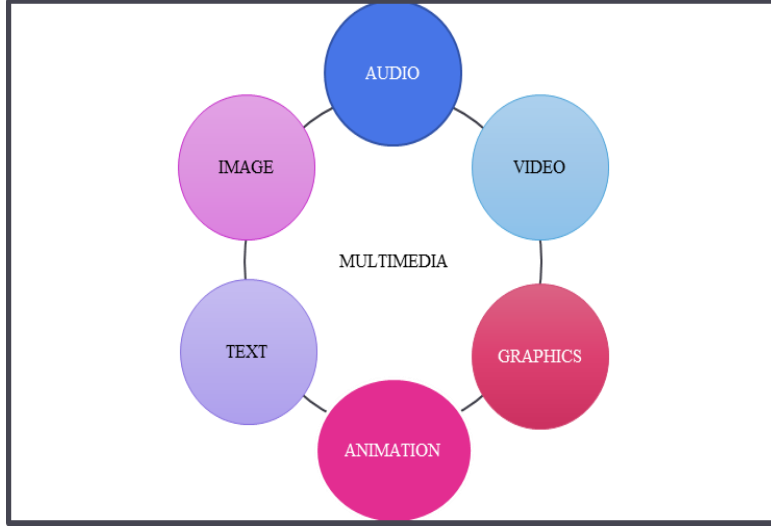 AUDIO
IMAGE
VIDEO
MULTIMEDIA
TEXT
GRAPHICS
ANIMATION